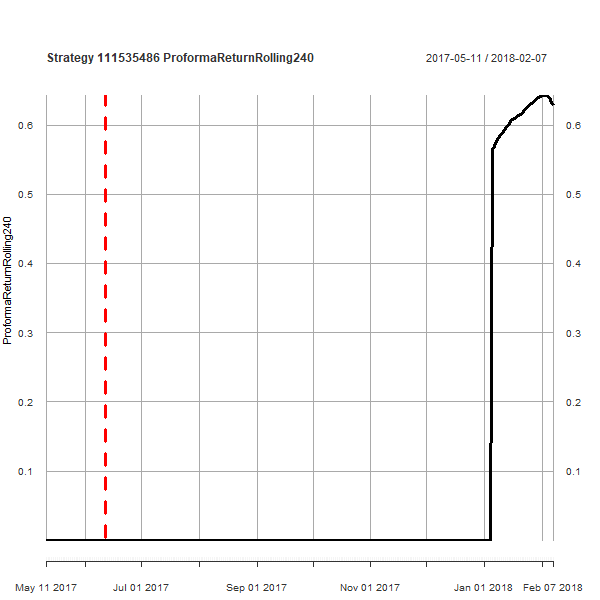 Strategy 111535486 ProformaReturnRolling240
2017-05-11 / 2018-02-07
ProformaReturnRolling240
0.6 0.6
0.5 0.5
0.4 0.4
0.3 0.3
0.2 0.2
0.1 0.1
May 11 2017 Jul 01 2017 Sep 01 2017 Nov 01 2017 Jan 01 2018 Feb 07 2018